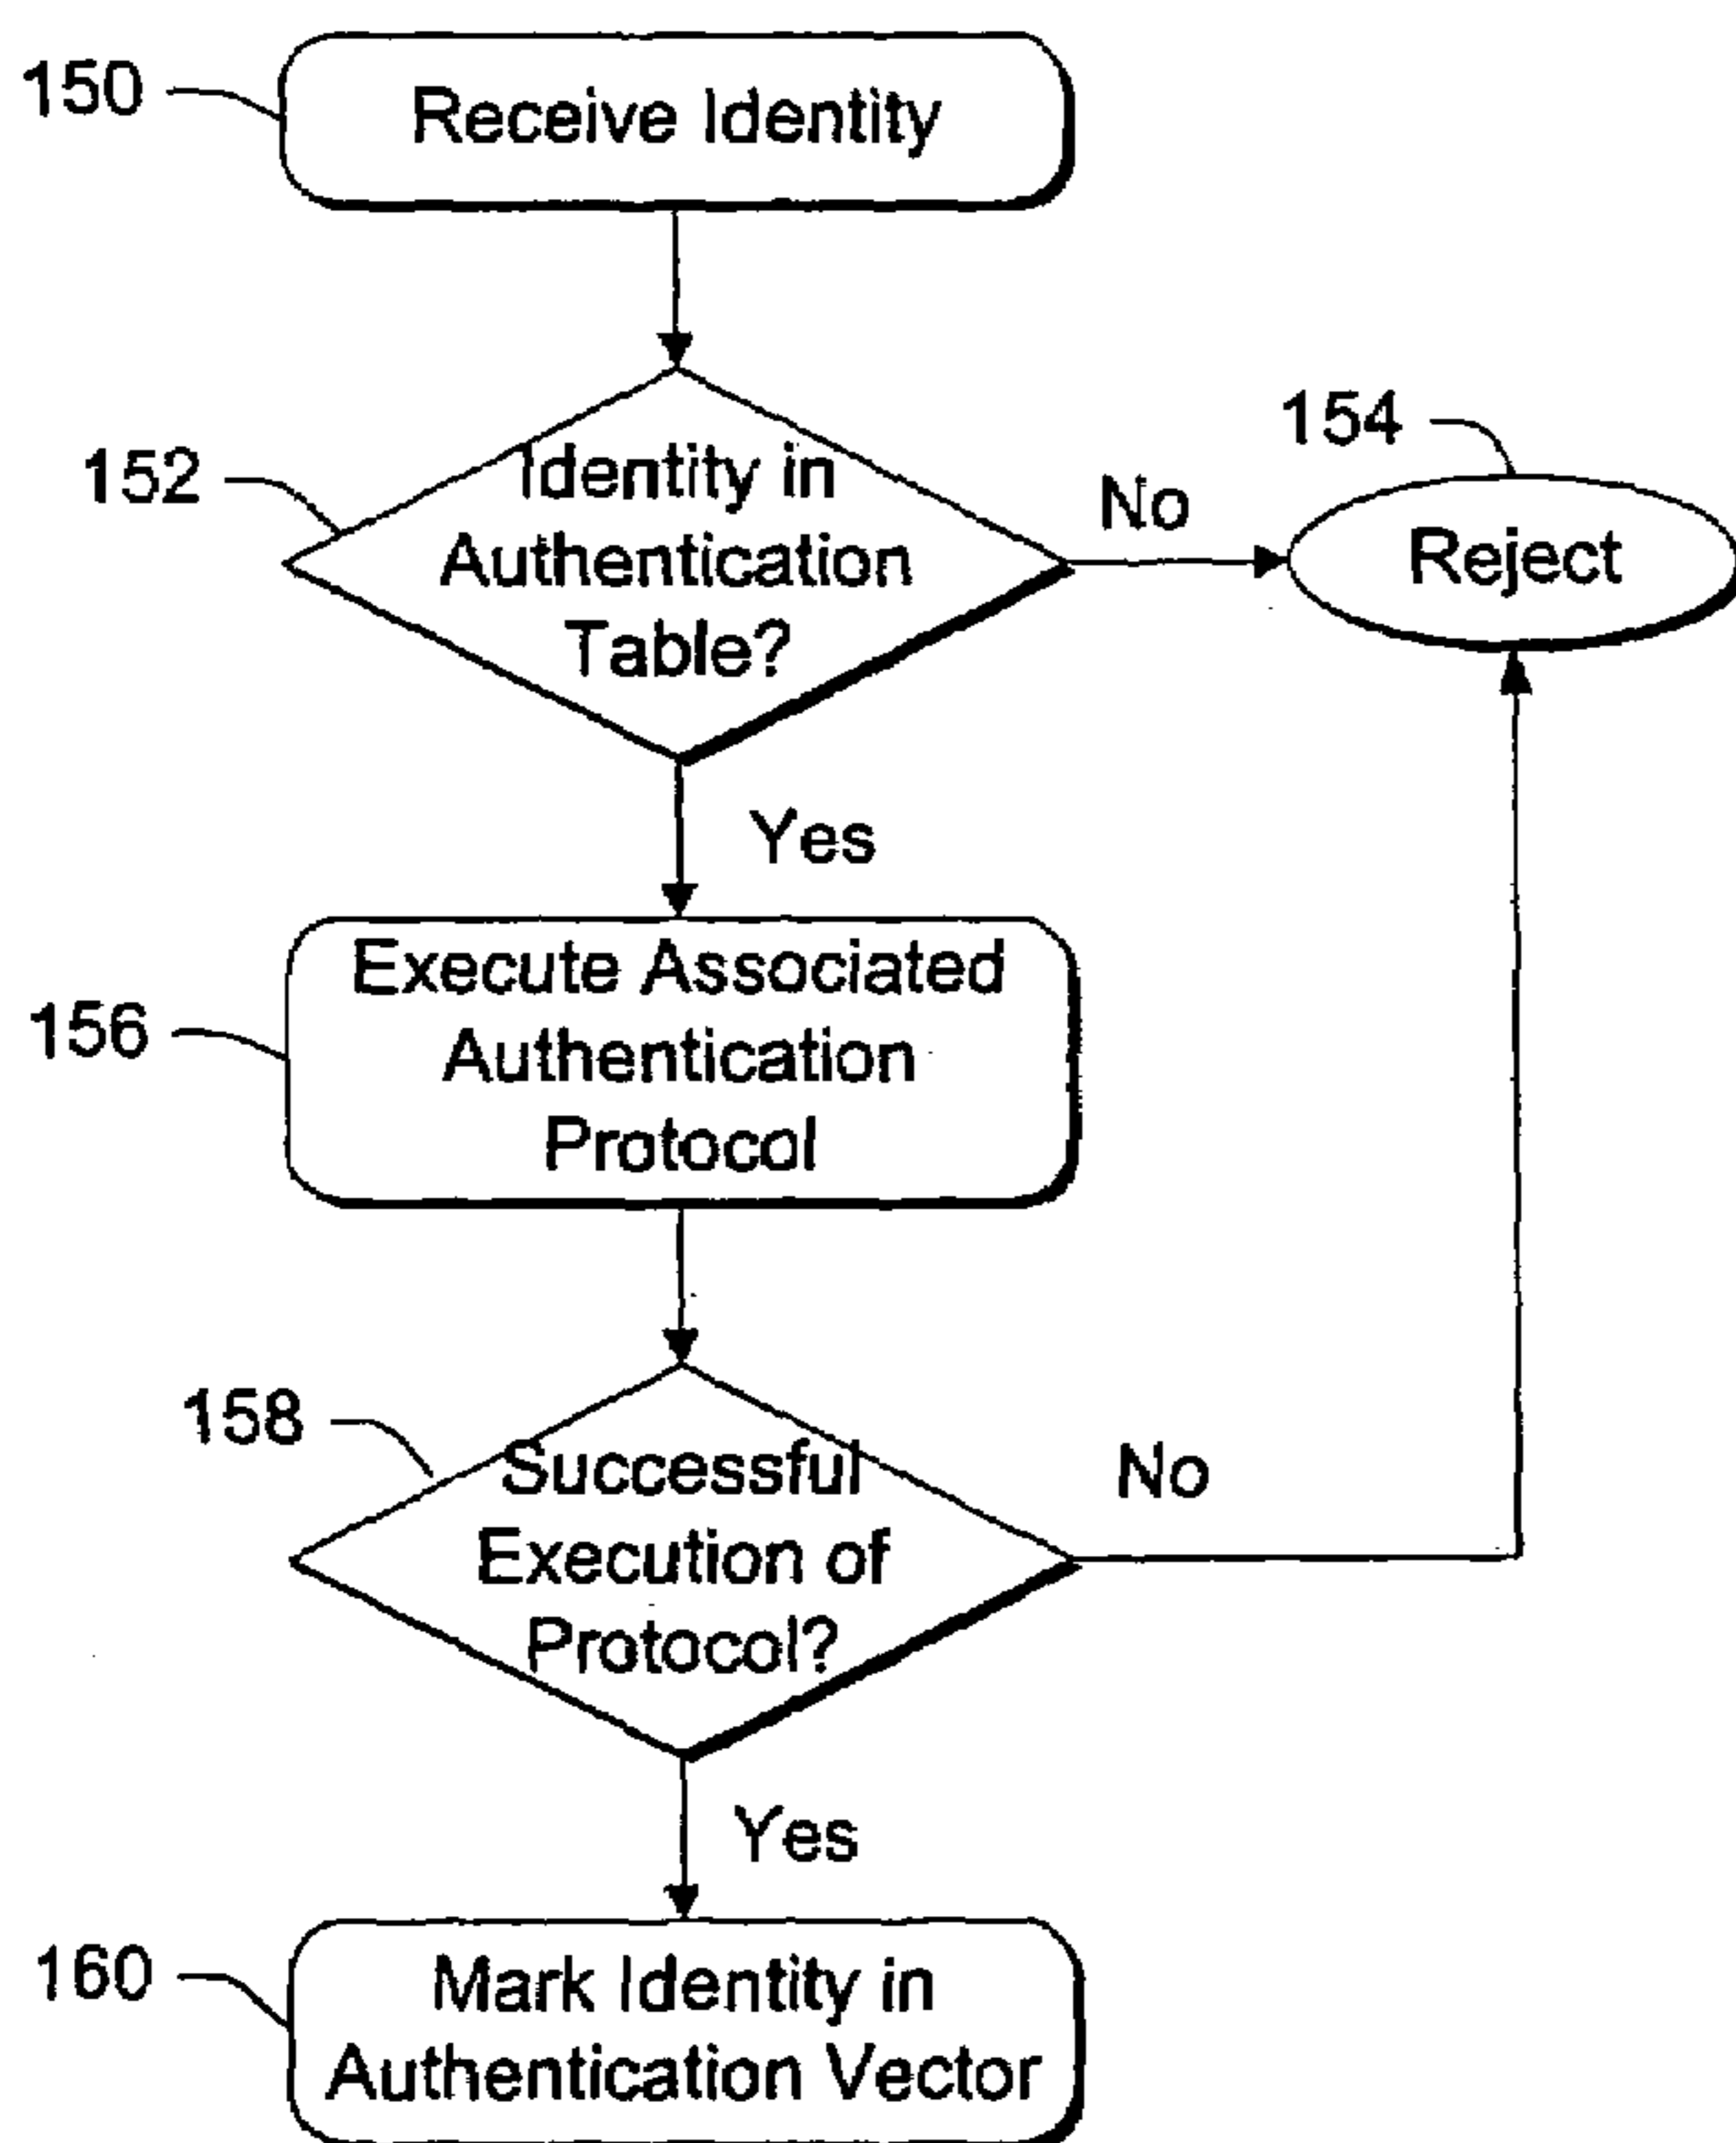 150
Receive Identity
152
Identity in
Authentication
Table?
No
154
Reject
Yes
156
Execute Associated
Authentication
Protocol
158
Successful
Execution of
Protocol?
No
Yes
160
Mark Identity in
Authentication Vector